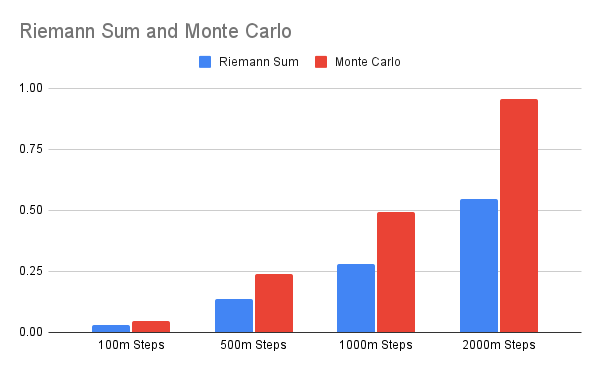 Riemann Sum and Monte Carlo
Riemann Sum
Monte Carlo
1.00
0.75
0.50
0.25
0.00
100m Steps
500m Steps
1000m Steps
2000m Steps